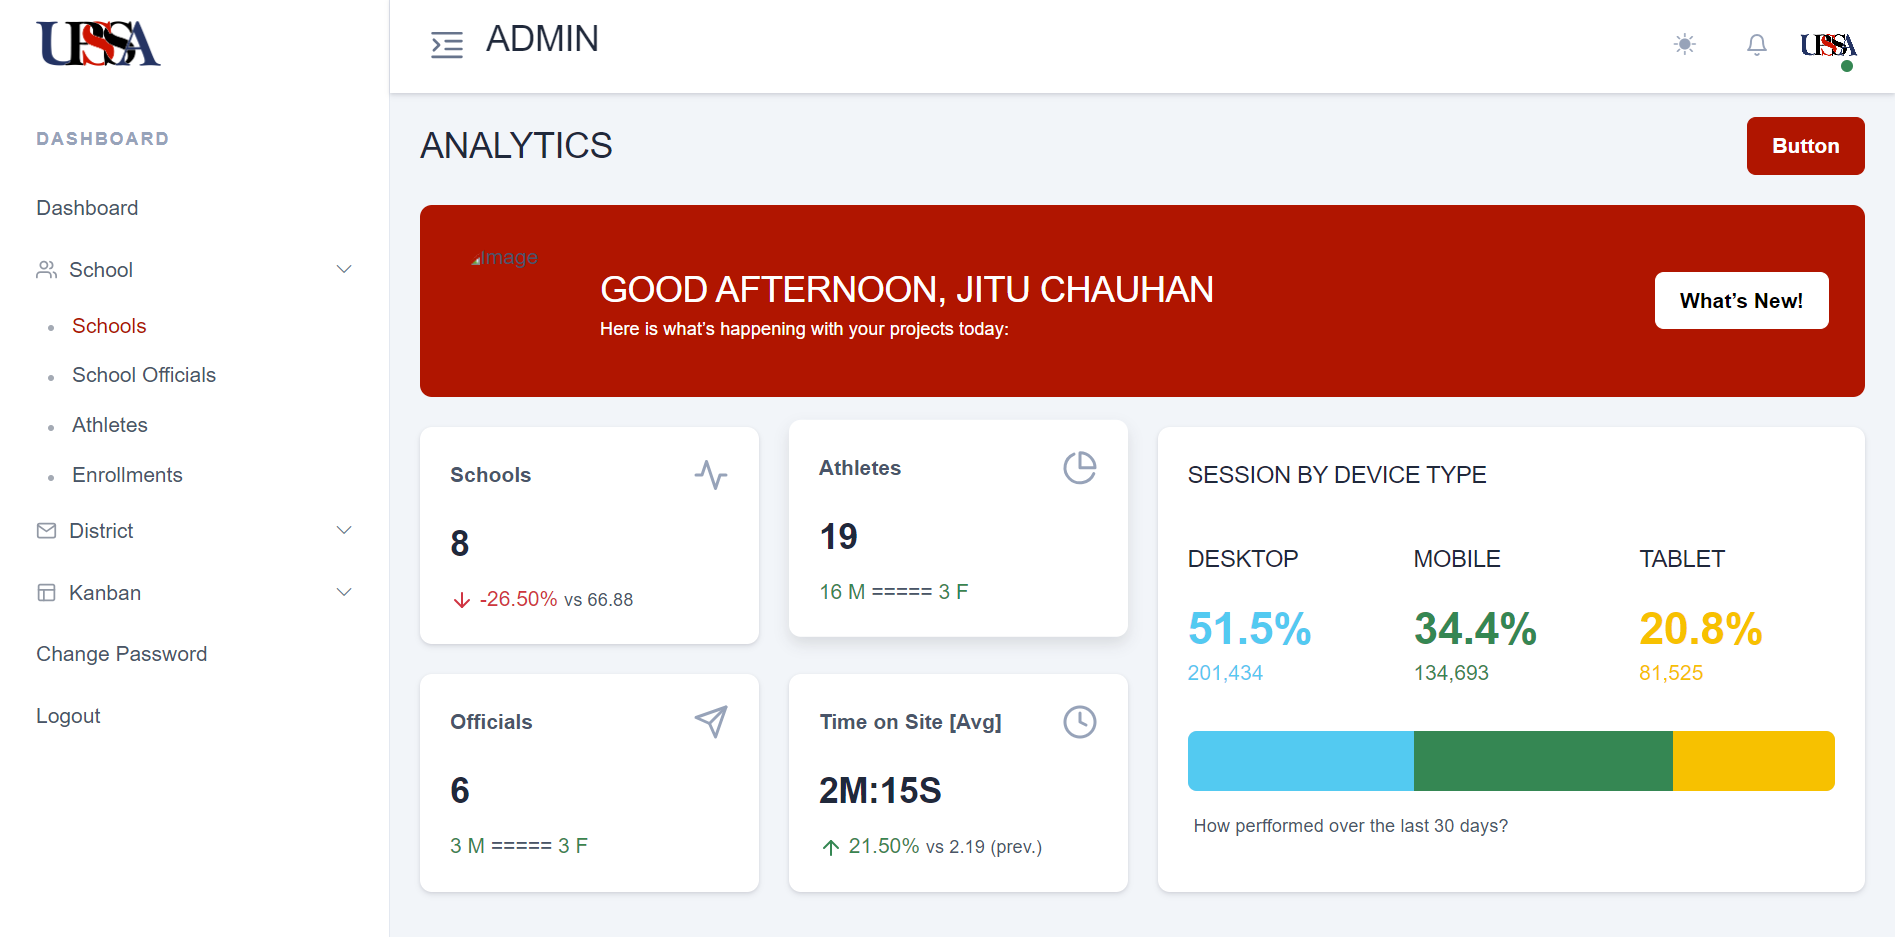 UPSSA
DASHBOARD
Dashboard
School
Schools
School Officials
Athletes
Enrollments
District
Kanban
Change Password
Logout
ADMIN
UPSSA
ANALYTICS
Button
Image
GOOD AFTERNOON, JITU CHAUHAN
Here is what's happening with your projects today:
What's New!
Schools
8
-26.50% vs 66.88
Athletes
19
16 M ===== 3 F
Officials
6
3 M ===== 3 F
Time on Site [Avg]
2M:15S
21.50% vs 2.19 (prev.)
SESSION BY DEVICE TYPE
DESKTOP
51.5%
201,434
MOBILE
34.4%
134,693
TABLET
20.8%
81,525
How perfformed over the last 30 days?